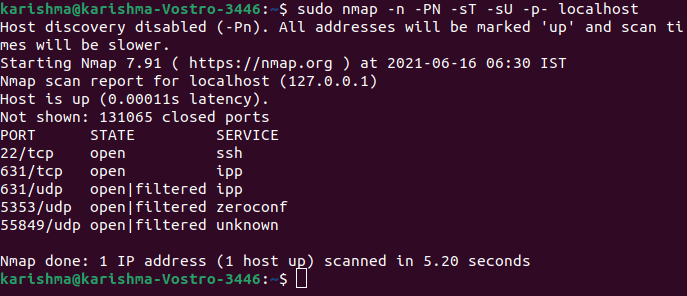 karishma@karishma-Vostro-3446:~$ sudo nmap -n -PN -sT -sU -p- localhost
Host discovery disabled (-Pn). All addresses will be marked 'up' and scan ti
mes will be slower.
Starting Nmap 7.91 ( https://nmap.org ) at 2021-06-16 06:30 IST
Nmap scan report for localhost (127.0.0.1)
Host is up (0.00011s latency).
Not shown: 131065 closed ports
PORT      STATE         SERVICE
22/tcp    open          ssh
631/tcp   open          ipp
631/udp   open|filtered ipp
5353/udp  open|filtered zeroconf
55849/udp open|filtered unknown
Nmap done: 1 IP address (1 host up) scanned in 5.20 seconds
karishma@karishma-Vostro-3446:~$